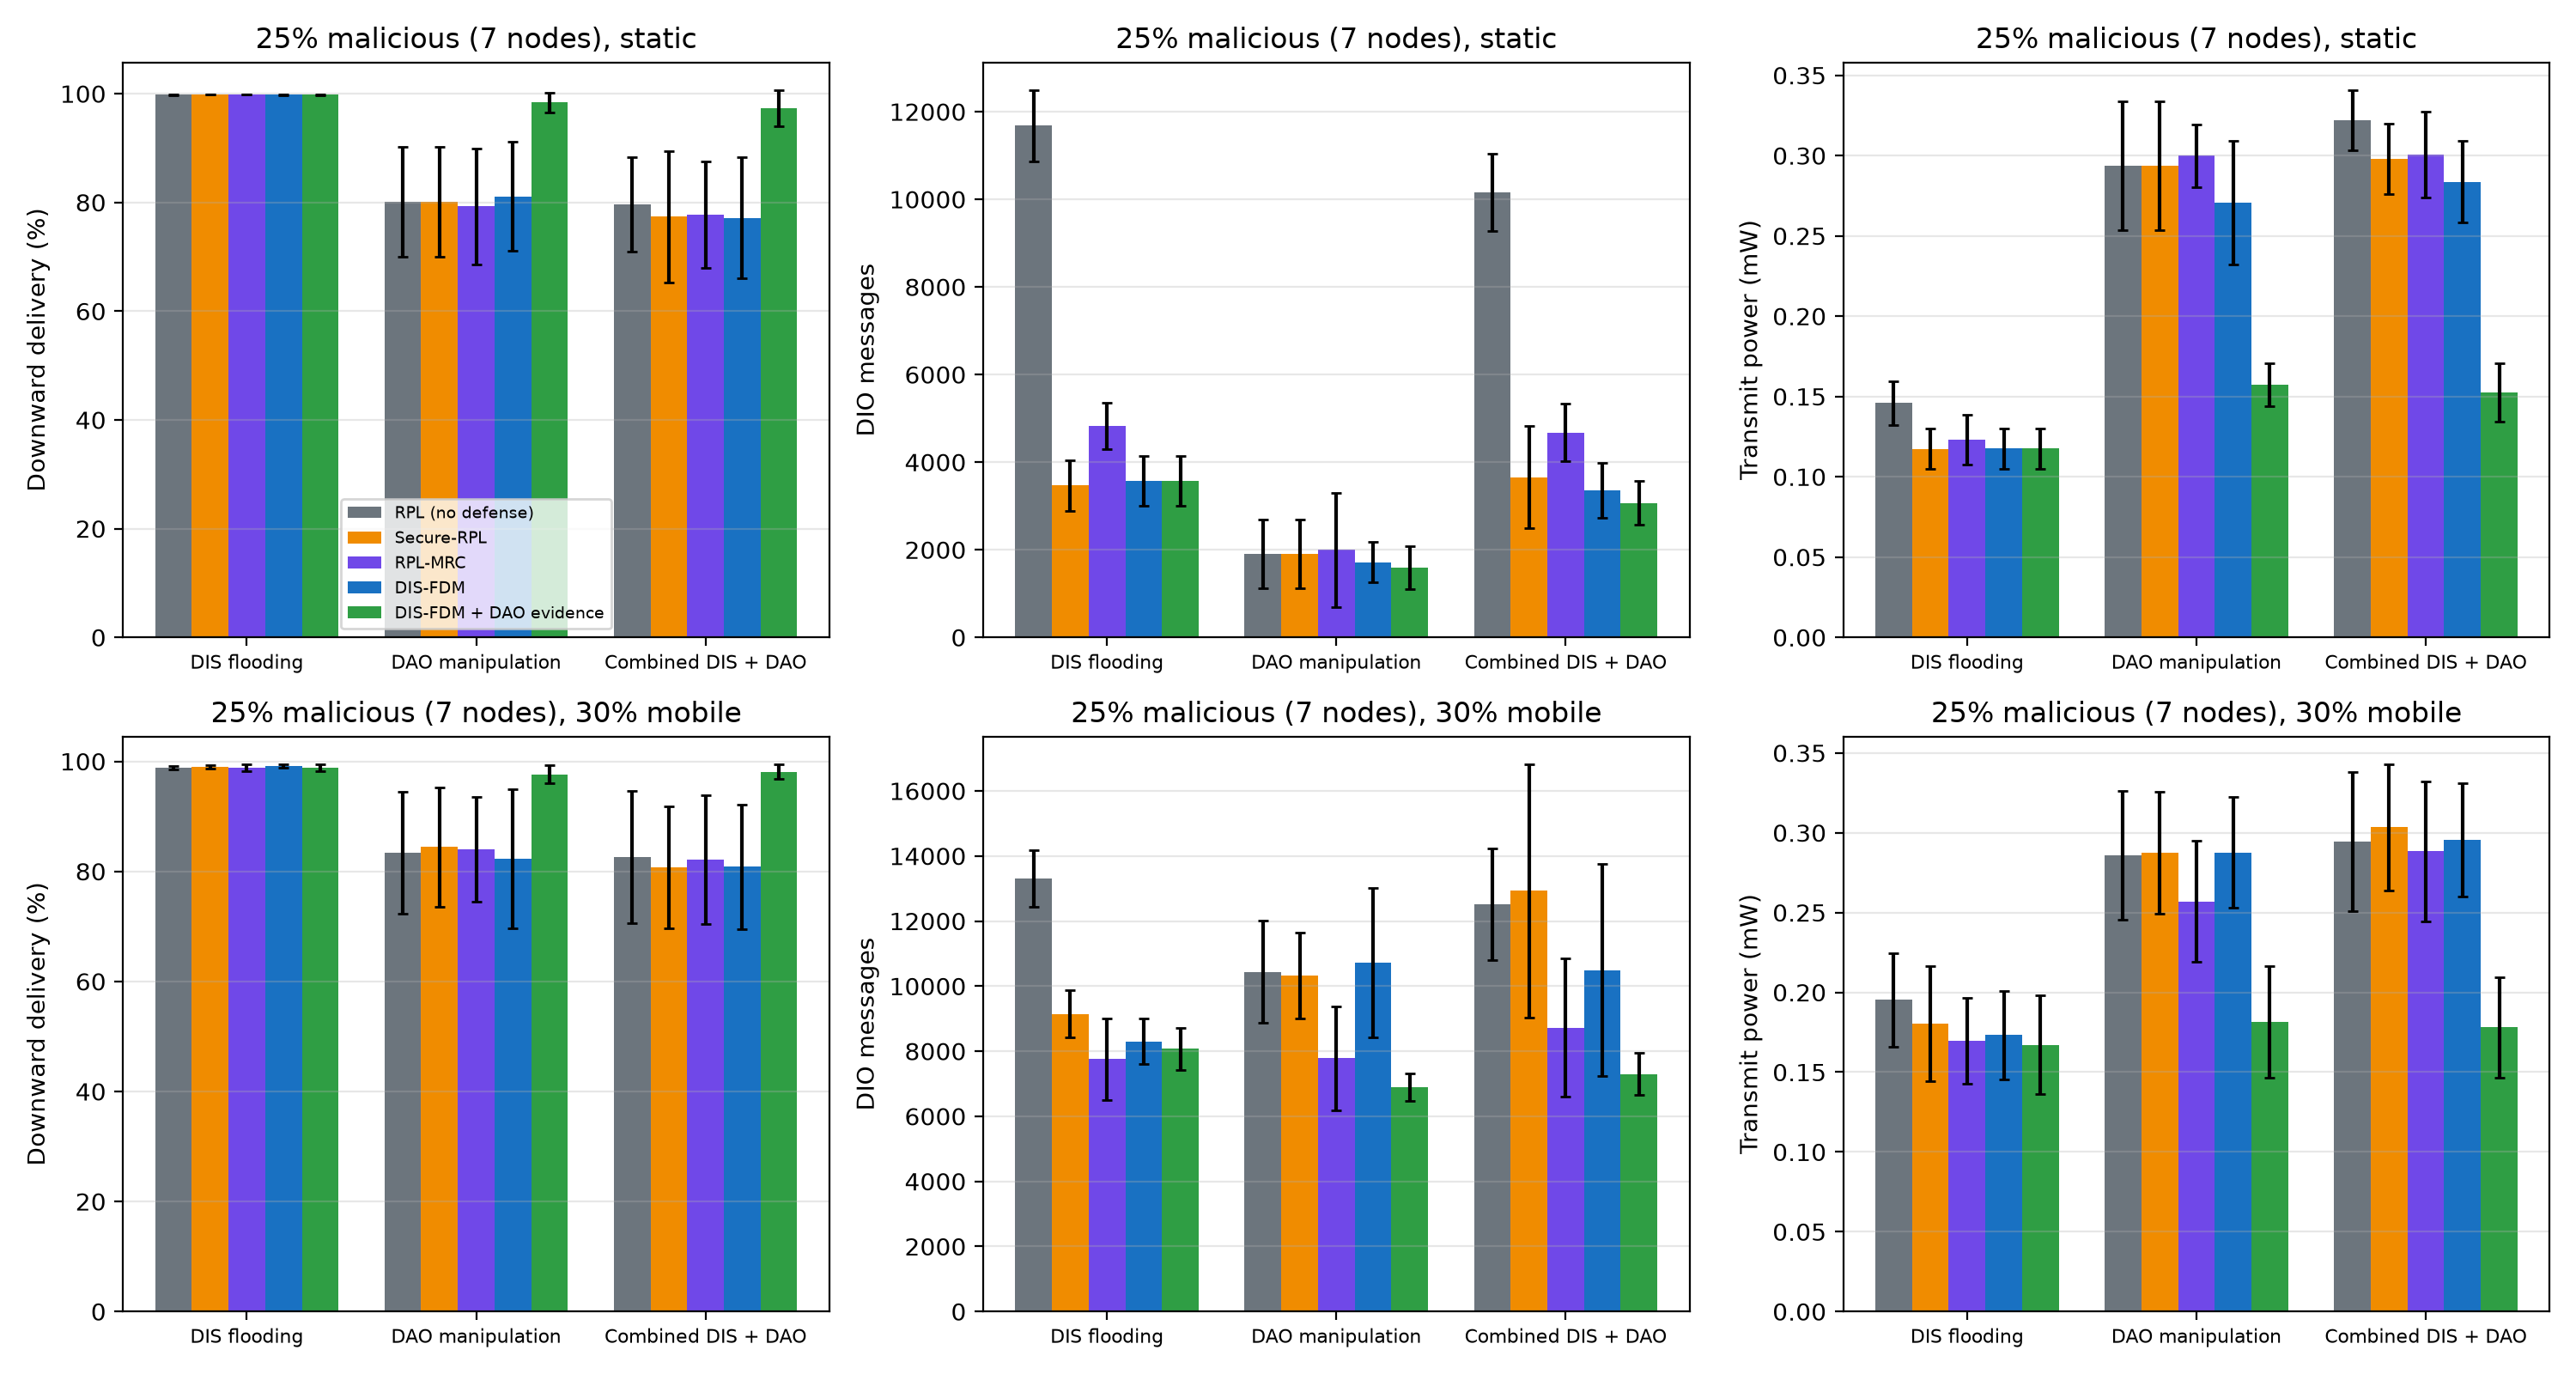 25% malicious (7 nodes), static
Downward delivery (%)
100
80
60
40
20
0
RPL (no defense)
Secure-RPL
RPL-MRC
DIS-FDM
DIS-FDM + DAO evidence
DIS flooding
DAO manipulation
Combined DIS + DAO
25% malicious (7 nodes), static
DIO messages
12000
10000
8000
6000
4000
2000
0
DIS flooding
DAO manipulation
Combined DIS + DAO
25% malicious (7 nodes), static
Transmit power (mW)
0.35
0.30
0.25
0.20
0.15
0.10
0.05
0.00
DIS flooding
DAO manipulation
Combined DIS + DAO
25% malicious (7 nodes), 30% mobile
Downward delivery (%)
100
80
60
40
20
0
DIS flooding
DAO manipulation
Combined DIS + DAO
25% malicious (7 nodes), 30% mobile
DIO messages
16000
14000
12000
10000
8000
6000
4000
2000
0
DIS flooding
DAO manipulation
Combined DIS + DAO
25% malicious (7 nodes), 30% mobile
Transmit power (mW)
0.35
0.30
0.25
0.20
0.15
0.10
0.05
0.00
DIS flooding
DAO manipulation
Combined DIS + DAO